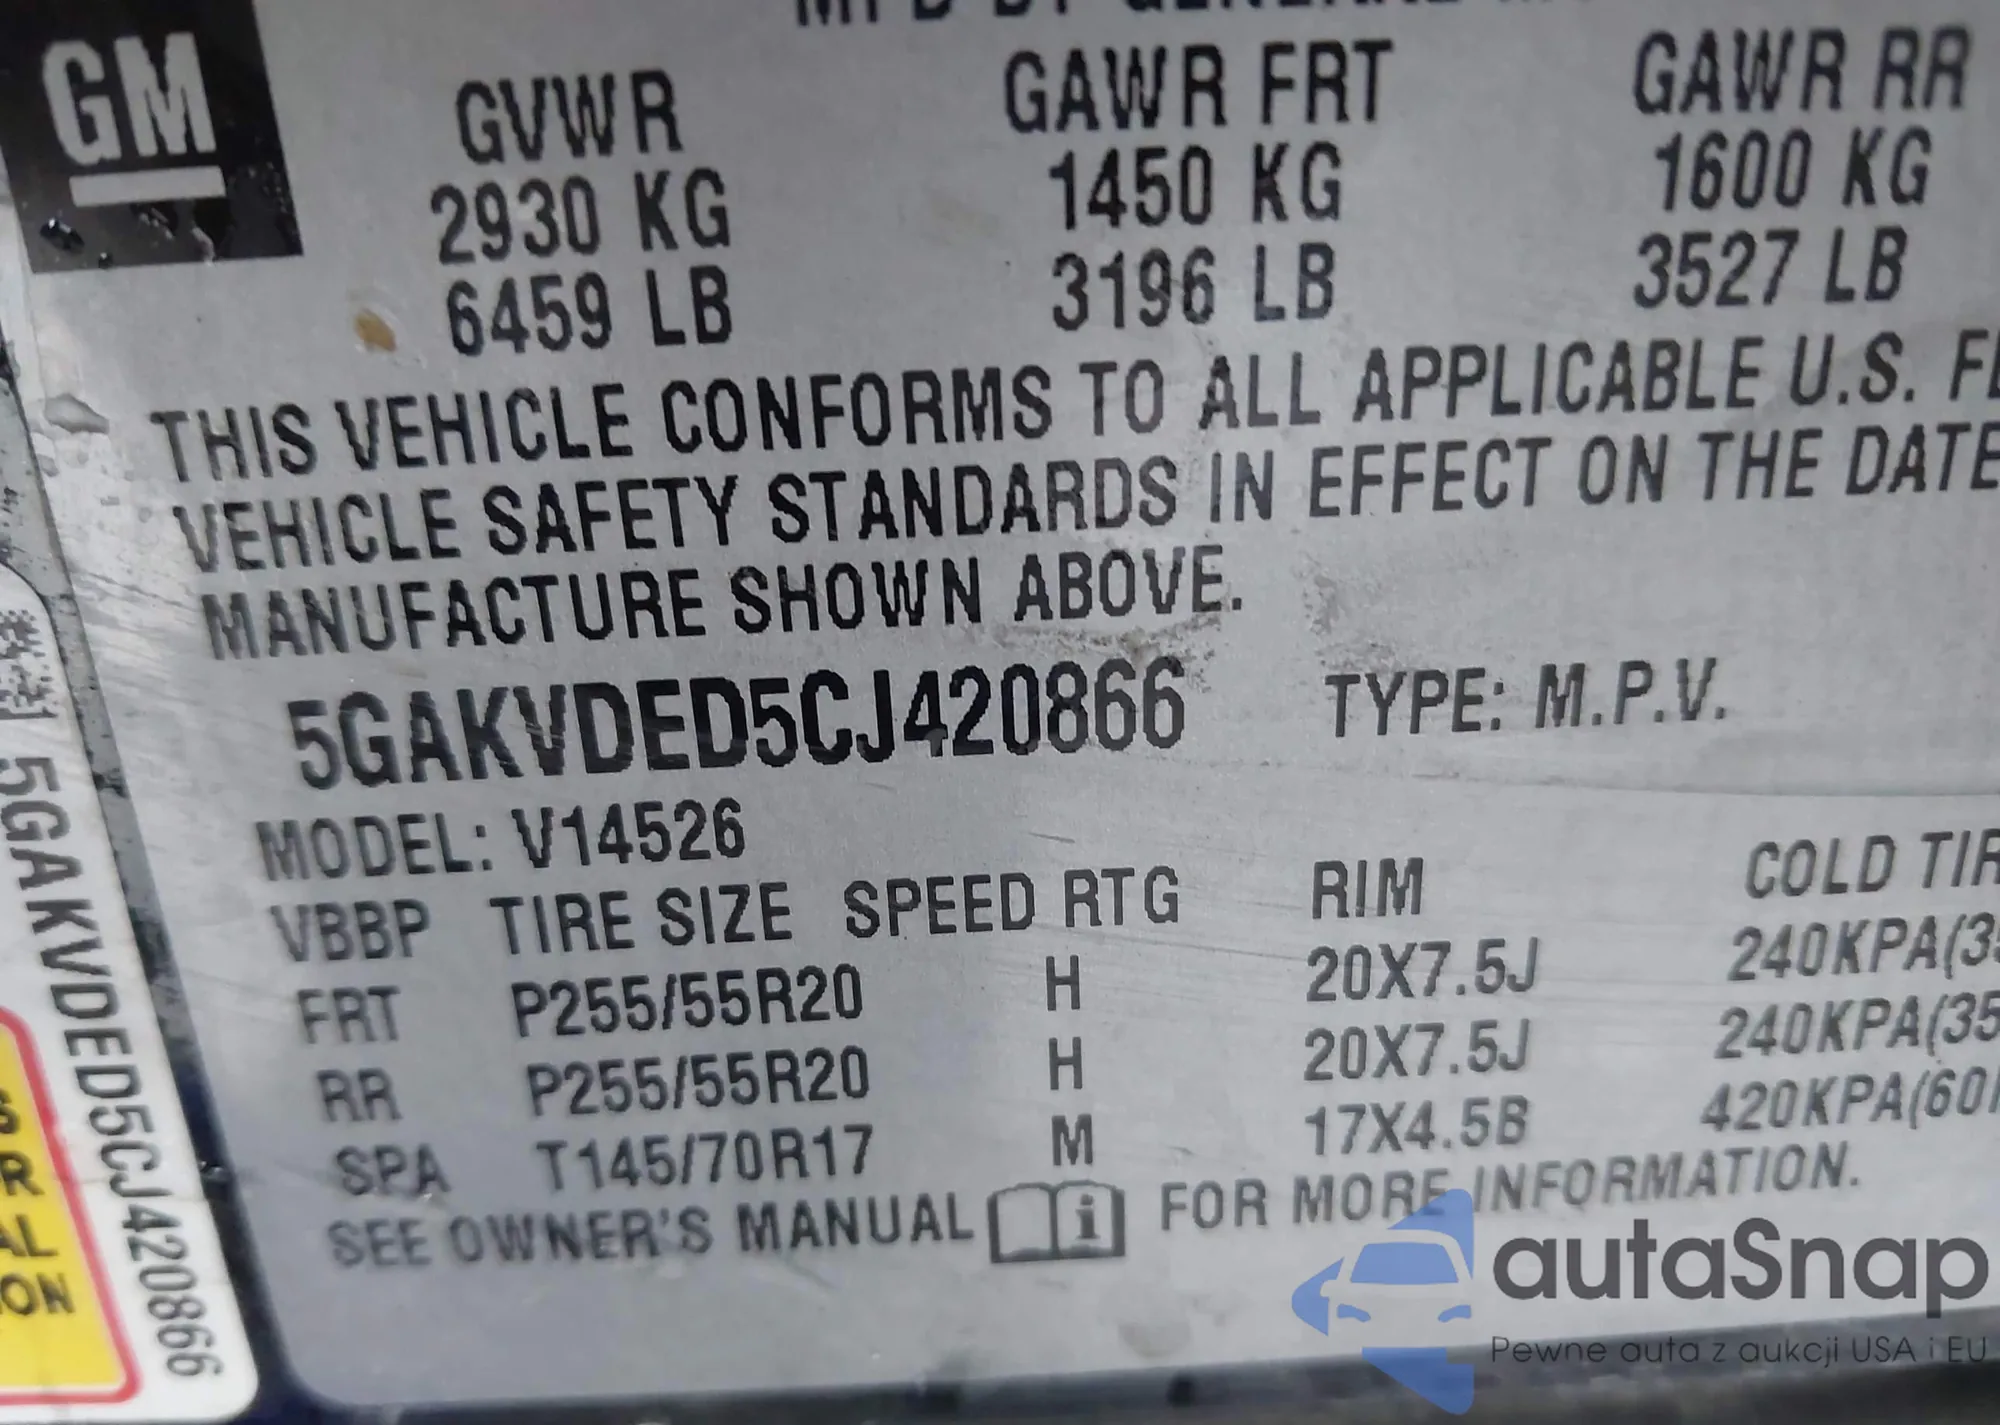 GM
GVWR GAWR FRT GAWR RR
2930 KG 1450 KG 1600 KG
6459 LB 3196 LB 3527 LB
THIS VEHICLE CONFORMS TO ALL APPLICABLE U.S.
VEHICLE SAFETY STANDARDS IN EFFECT ON THE DATE
MANUFACTURE SHOWN ABOVE.
5GAKVDED5CJ420866 TYPE: M.P.V.
MODEL: V14526
VBBP TIRE SIZE SPEED RTG RIM COLD
FRT P255/55R20 H 20X7.5J 240KPA(35
RR P255/55R20 H 20X7.5J 240KPA(35
SPA T145/70R17 M 17X4.5B 420KPA(60
SEE OWNER'S MANUAL i FOR MORE INFORMATION.
5GAKVDED5CJ420866
autaSnap
Pewne auta z aukcji USA i EU